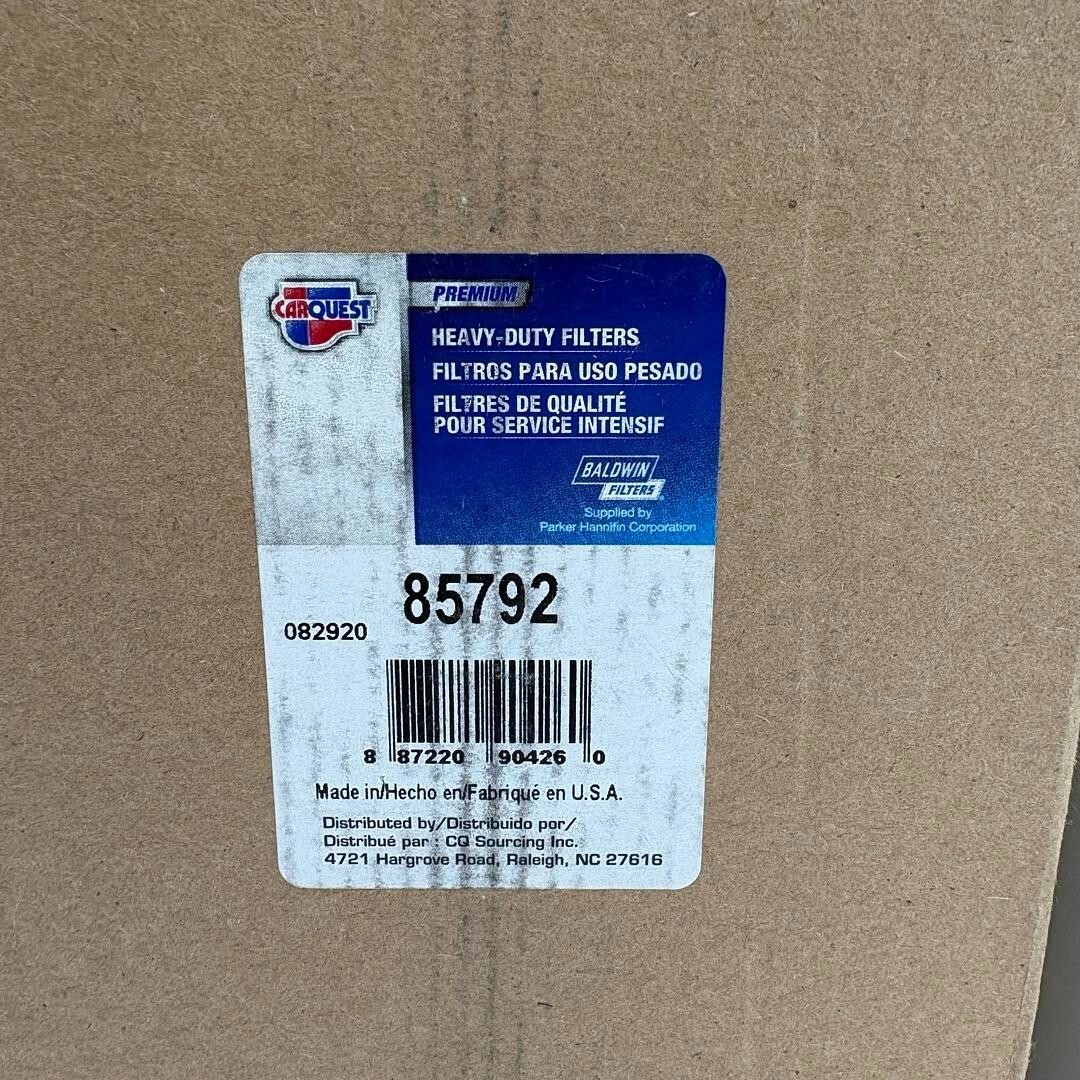 CARQUEST
PREMIUM
HEAVY-DUTY FILTERS
FILTROS PARA USO PESADO
FILTRES DE QUALITÉ
POUR SERVICE INTENSIF
BALDWIN
FILTERS
Supplied by
Parker Hannifin Corporation
85792
082920
8 87220 90426 0
Made in/Hecho en/Fabriqué en U.S.A.
Distributed by/Distribuido por/
Distribué par : CQ Sourcing Inc.
4721 Hargrove Road, Raleigh, NC 27616